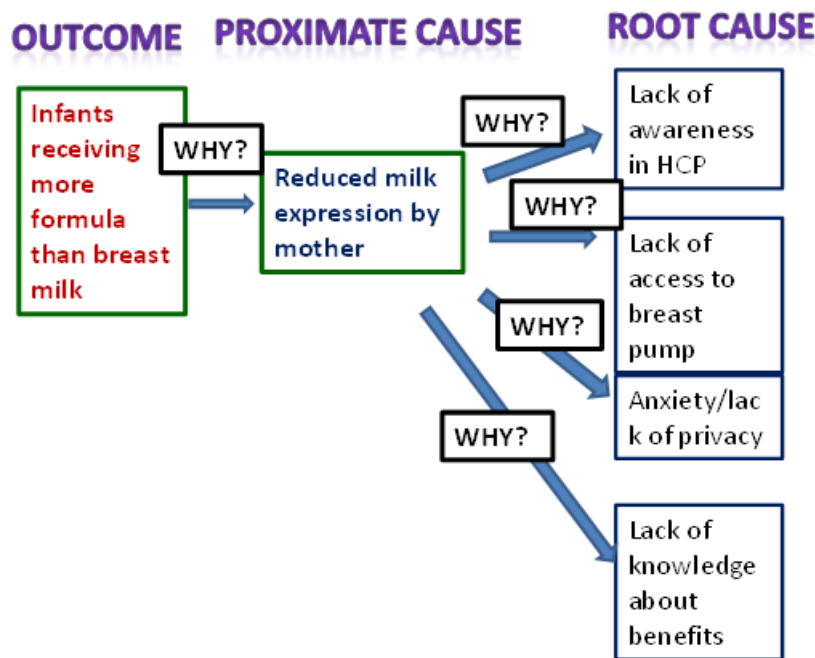 OUTCOME
PROXIMATE CAUSE
ROOT CAUSE
Infants
receiving
more
formula
than breast
milk
WHY?
Reduced milk
expression by
mother
WHY?
Lack of
awareness
in HCP
WHY?
Lack of
access to
breast
pump
WHY?
Anxiety/lac
k of privacy
WHY?
Lack of
knowledge
about
benefits